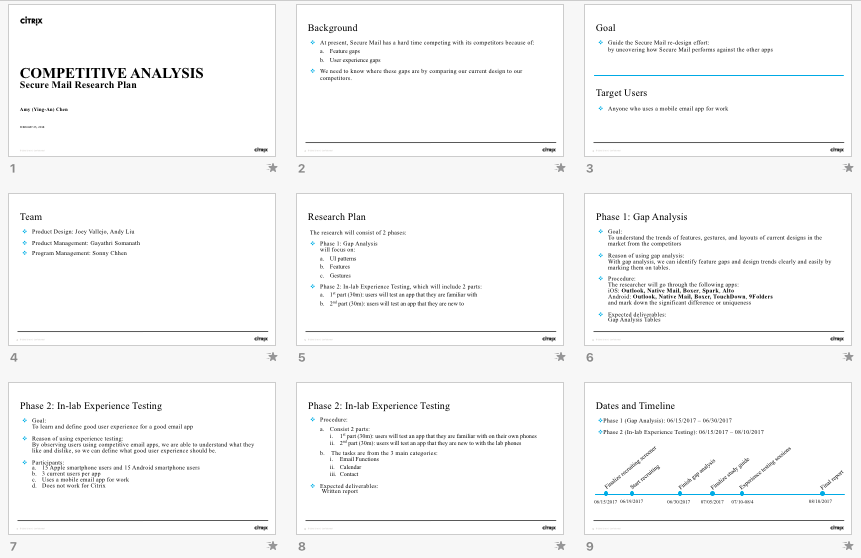 CİTRIX
COMPETITIVE ANALYSIS
Secure Mail Research Plan
Amy (Ying-An) Chen
citrix
1
Background
At present, Secure Mail has a hard time competing with its competitors because of:
a. Feature gaps
b. User experience gaps
We need to know where these gaps are by comparing our current design to our
competitors.
citrix
2
Goal
Guide the Secure Mail re-design effort:
by uncovering how Secure Mail performs against the other apps
Target Users
Anyone who uses a mobile email app for work
citrix
3
Team
Product Design: Joey Vallejo, Andy Liu
Product Management: Gayathri Somanath
Program Management: Sonny Chhen
citrix
4
Research Plan
The research will consist of 2 phases:
Phase 1: Gap Analysis
will focus on:
a. UI patterns
b. Features
c. Gestures
Phase 2: In-lab Experience Testing, which will include 2 parts:
a. 1st part (30m): users will test an app that they are familiar with
b. 2nd part (30m): users will test an app that they are new to
citrix
5
Phase 1: Gap Analysis
Goal:
To understand the trends of features, gestures, and layouts of current designs in the
market from the competitors
Reason of using gap analysis:
With gap analysis, we can identify feature gaps and design trends clearly and easily by
marking them on tables.
Procedure:
The researcher will go through the following apps:
iOS: Outlook, Native Mail, Boxer, Spark, Alto
Android: Outlook, Native Mail, Boxer, TouchDown, 9Folders
and mark down the significant difference or uniqueness
Expected deliverables:
Gap Analysis Tables
citrix
6
Phase 2: In-lab Experience Testing
Goal:
To learn and define good user experience for a good email app
Reason of using experience testing:
By observing users using competitive email apps, we are able to understand what they
like and dislike, so we can define what good user experience should be.
Participants:
a. 15 Apple smartphone users and 15 Android smartphone users
b. 3 current users per app
c. Uses a mobile email app for work
d. Does not work for Citrix
citrix
7
Phase 2: In-lab Experience Testing
Procedure:
a. Consist 2 parts:
i. 1st part (30m): users will test an app that they are familiar with on their own phones
ii. 2nd part (30m): users will test an app that they are new to with the lab phones
b. The tasks are from the 3 main categories:
i. Email Functions
ii. Calendar
iii. Contact
Expected deliverables:
Written report
citrix
8
Dates and Timeline
Phase 1 (Gap Analysis): 06/15/2017 – 06/30/2017
Phase 2 (In-lab Experience Testing): 06/15/2017 – 08/10/2017
Finalize recruiting screener
Start recruiting
Finish gap analysis
Finalize study guide
Experience testing sessions
Final report
06/15/2017 06/19/2017 06/30/2017 07/05/2017 07/10-08/4 08/10/2017
citrix
9